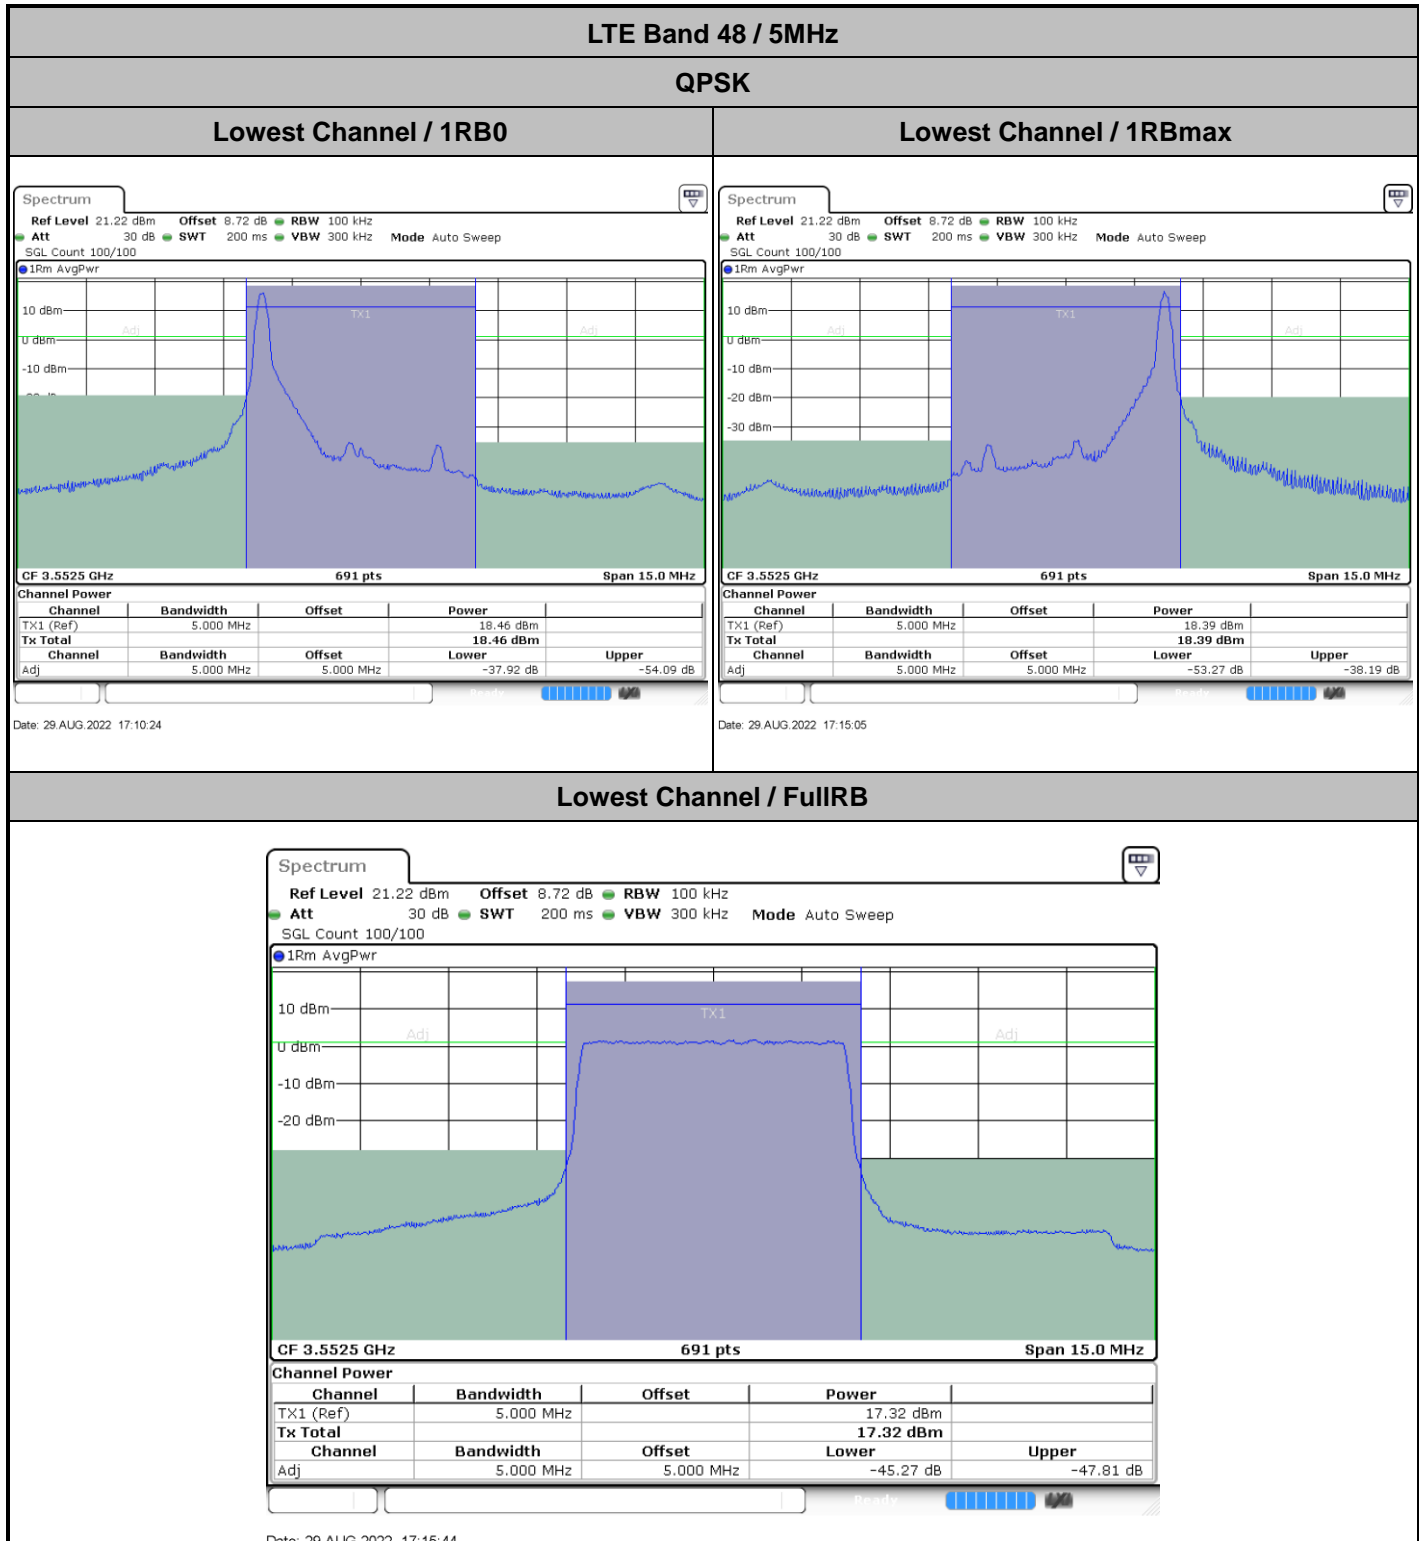 LTE Band 48 / 5MHz
QPSK
Lowest Channel / 1RB0
Lowest Channel / 1RBmax
Spectrum
Ref Level 21.22 dBm Offset 8.72 dB RBW 100 kHz
Att 30 dB SWT 200 ms VBW 300 kHz Mode Auto Sweep
SGL Count 100/100
1Rm AvgPwr
10 dBm
TX1
Adj
Adj
0 dBm
-10 dBm
CF 3.5525 GHz 691 pts Span 15.0 MHz
Channel Power
Channel Bandwidth Offset Power
TX1 (Ref) 5.000 MHz 18.46 dBm
Tx Total 18.46 dBm
Channel Bandwidth Offset Lower Upper
Adj 5.000 MHz 5.000 MHz -37.92 dB -54.09 dB
Ready
Date: 29.AUG.2022 17:10:24
Spectrum
Ref Level 21.22 dBm Offset 8.72 dB RBW 100 kHz
Att 30 dB SWT 200 ms VBW 300 kHz Mode Auto Sweep
SGL Count 100/100
1Rm AvgPwr
10 dBm
TX1
Adj
Adj
0 dBm
-10 dBm
-20 dBm
-30 dBm
CF 3.5525 GHz 691 pts Span 15.0 MHz
Channel Power
Channel Bandwidth Offset Power
TX1 (Ref) 5.000 MHz 18.39 dBm
Tx Total 18.39 dBm
Channel Bandwidth Offset Lower Upper
Adj 5.000 MHz 5.000 MHz -53.27 dB -38.19 dB
Ready
Date: 29.AUG.2022 17:15:05
Lowest Channel / FullRB
Spectrum
Ref Level 21.22 dBm Offset 8.72 dB RBW 100 kHz
Att 30 dB SWT 200 ms VBW 300 kHz Mode Auto Sweep
SGL Count 100/100
1Rm AvgPwr
10 dBm
TX1
Adj
Adj
0 dBm
-10 dBm
-20 dBm
CF 3.5525 GHz 691 pts Span 15.0 MHz
Channel Power
Channel Bandwidth Offset Power
TX1 (Ref) 5.000 MHz 17.32 dBm
Tx Total 17.32 dBm
Channel Bandwidth Offset Lower Upper
Adj 5.000 MHz 5.000 MHz -45.27 dB -47.81 dB
Ready
Date: 29.AUG.2022 17:15:44